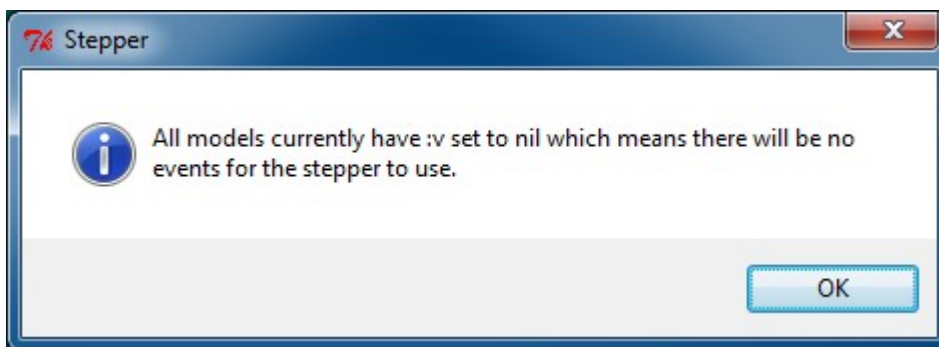 Stepper
All models currently have :v set to nil which means there will be no
events for the stepper to use.
OK